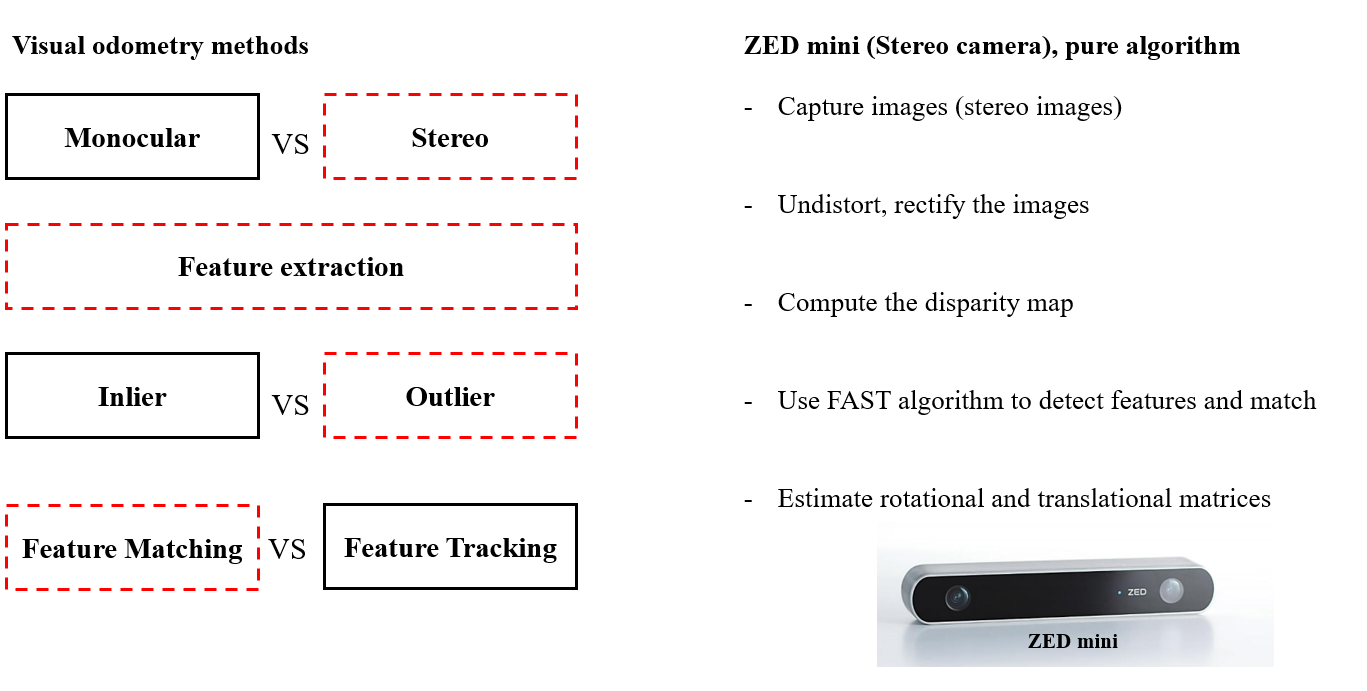 Visual odometry methods
Monocular
VS
Stereo
Feature extraction
Inlier
VS
Outlier
Feature Matching
VS
Feature Tracking
ZED mini (Stereo camera), pure algorithm
- Capture images (stereo images)
- Undistort, rectify the images
- Compute the disparity map
- Use FAST algorithm to detect features and match
- Estimate rotational and translational matrices
ZED
ZED mini